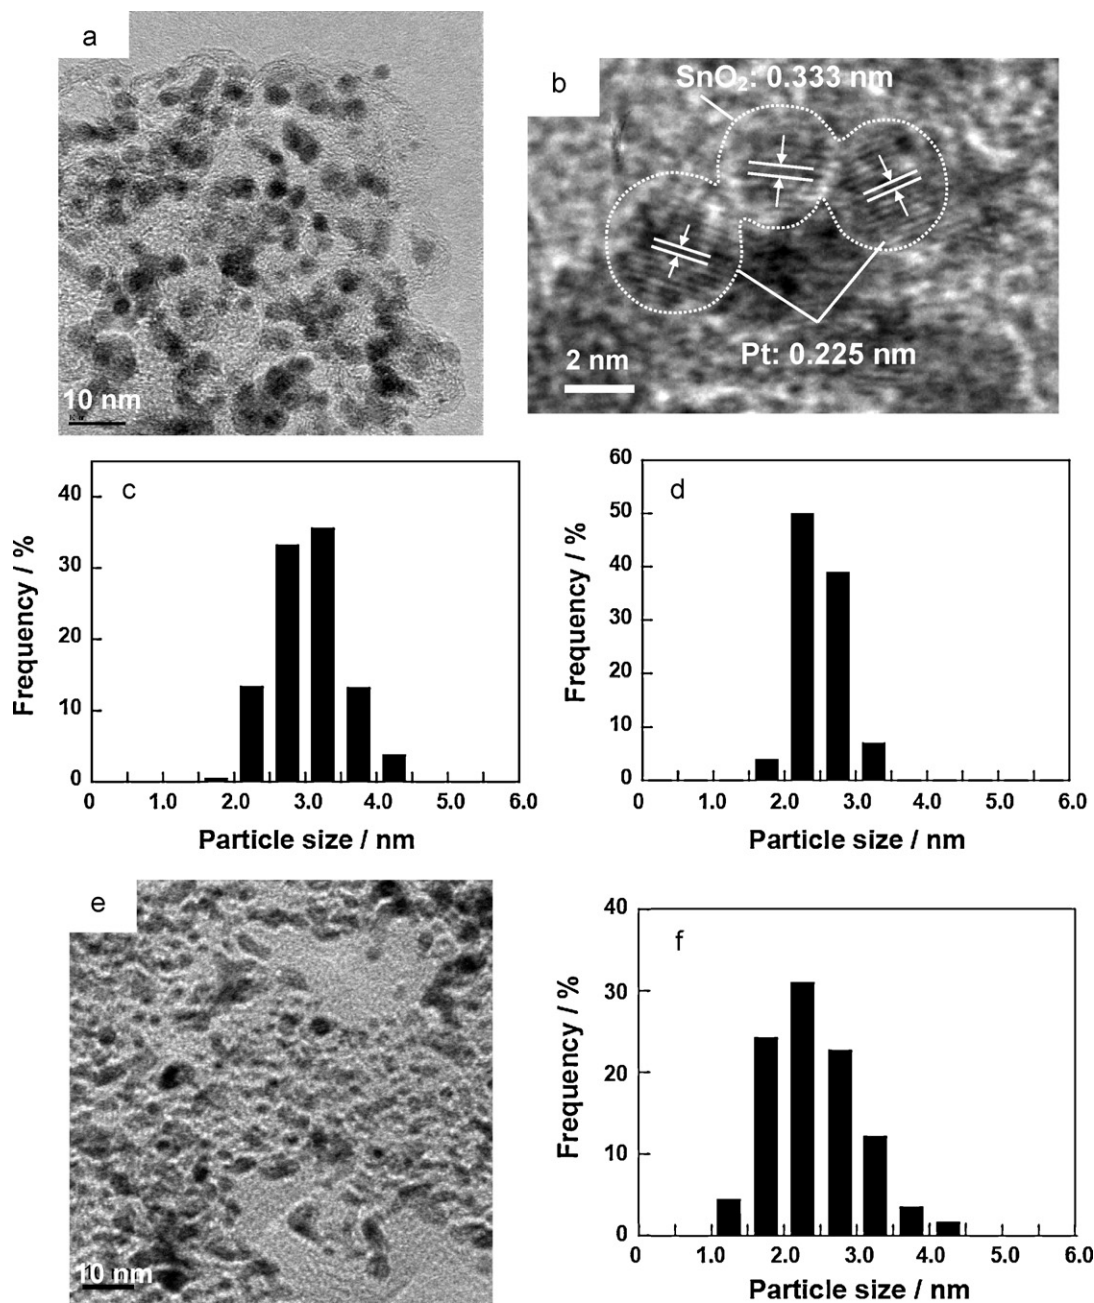 a
10 nm
b
SnO₂: 0.333 nm
Pt: 0.225 nm
2 nm
c
40
30
20
10
0
Frequency / %
0 1.0 2.0 3.0 4.0 5.0 6.0
Particle size / nm
d
60
50
40
30
20
10
0
Frequency / %
0 1.0 2.0 3.0 4.0 5.0 6.0
Particle size / nm
e
10 nm
f
40
30
20
10
0
Frequency / %
0 1.0 2.0 3.0 4.0 5.0 6.0
Particle size / nm